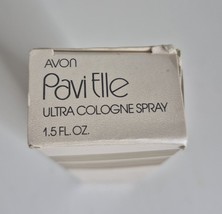 AVON
Pavi Elle
ULTRA COLOGNE SPRAY
1.5 FL. OZ.